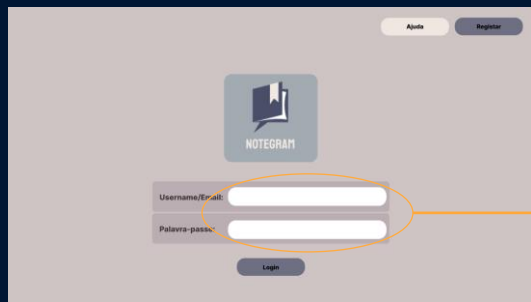 Ajuda Registar
NOTEGRAM
Username/Email:
Palavra-passe:
Login